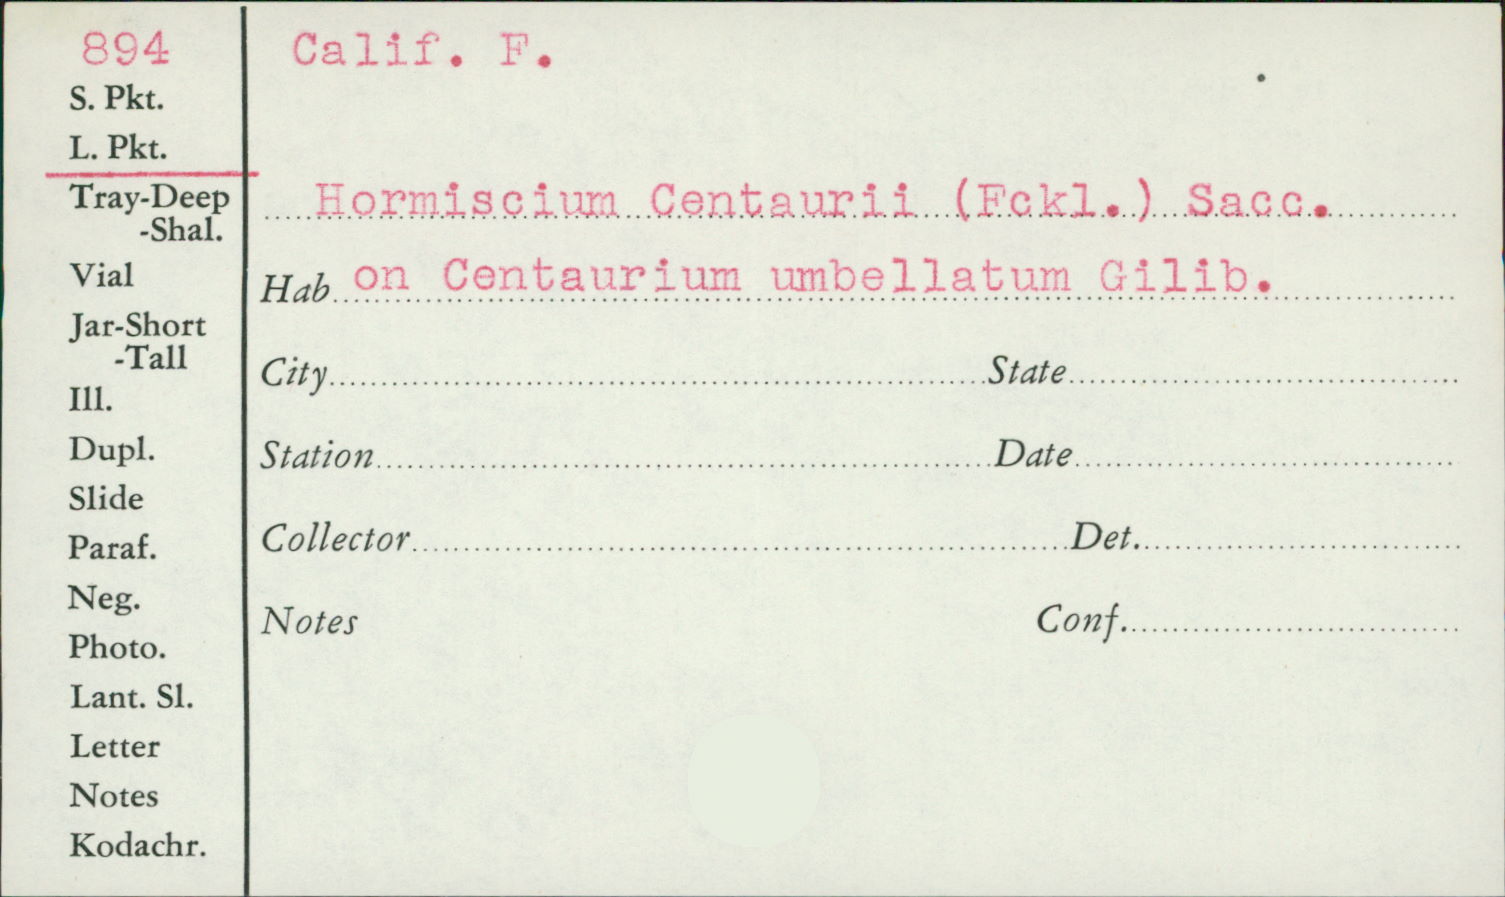 894
Calif. F.
S. Pkt.
L. Pkt.
Tray-Deep
-Shal.
Hormiscium Centaurii (Fckl.) Sacc.
Vial
Hab on Centaurium umbellatum Gilib.
Jar-Short
-Tall
City State
Ill.
Dupl.
Station Date
Slide
Paraf.
Collector Det.
Neg.
Notes Conf.
Photo.
Lant. Sl.
Letter
Notes
Kodachr.